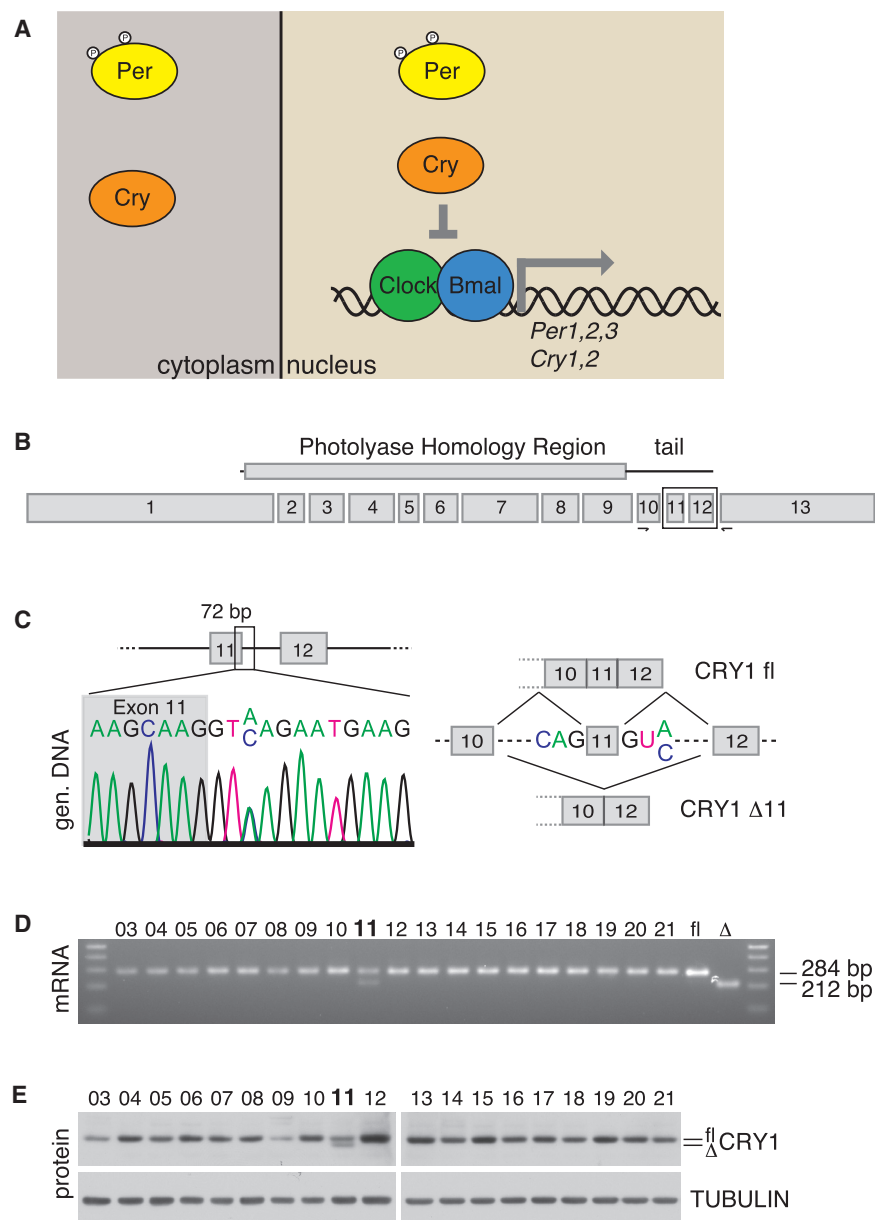 A
P P
Per
Cry
P P
Per
Cry
Clock Bmal
Per1,2,3
Cry1,2
cytoplasm nucleus
B
Photolyase Homology Region tail
1 2 3 4 5 6 7 8 9 10 11 12 13
C
72 bp
11 12
Exon 11
AAGCAAGGTACAGAATGAAG
gen. DNA
10 11 12 CRY1 fl
10 CAG 11 GUAC 12
10 12 CRY1 Δ11
D
03 04 05 06 07 08 09 10 11 12 13 14 15 16 17 18 19 20 21 fl Δ
mRNA
284 bp
212 bp
E
03 04 05 06 07 08 09 10 11 12 13 14 15 16 17 18 19 20 21
protein
fl
Δ CRY1
TUBULIN